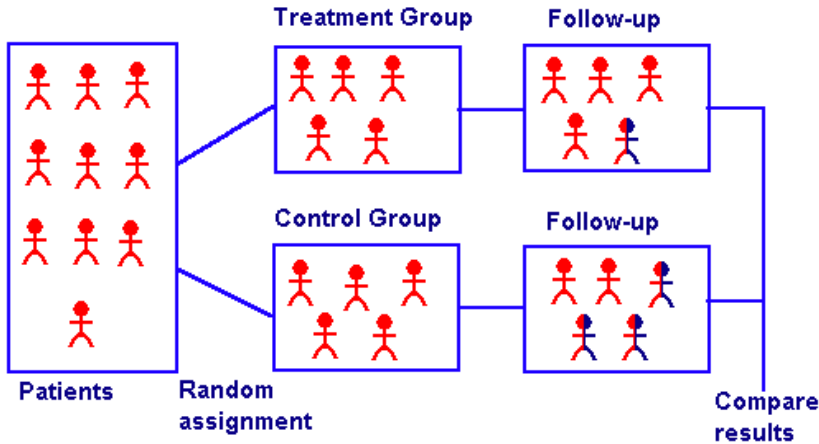 Treatment Group
Follow-up
Control Group
Follow-up
Patients
Random
assignment
Compare
results